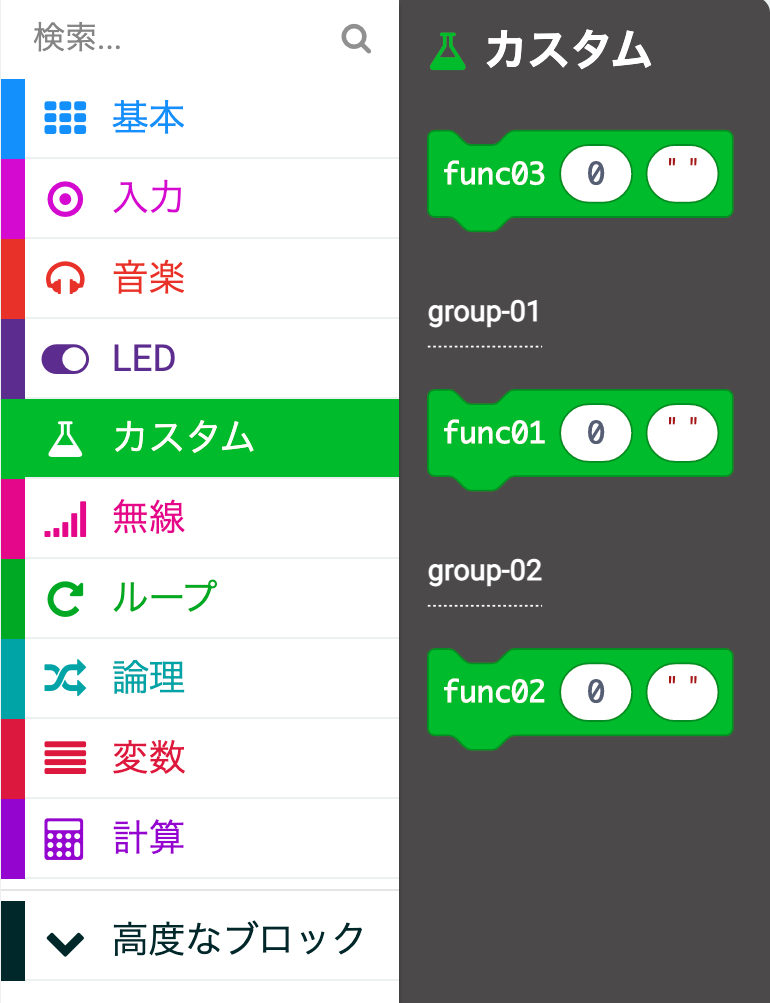 検索...
基本
入力
音楽
LED
カスタム
無線
ループ
論理
変数
計算
高度なブロック
カスタム
func03 0 " "
group-01
func01 0 " "
group-02
func02 0 " "